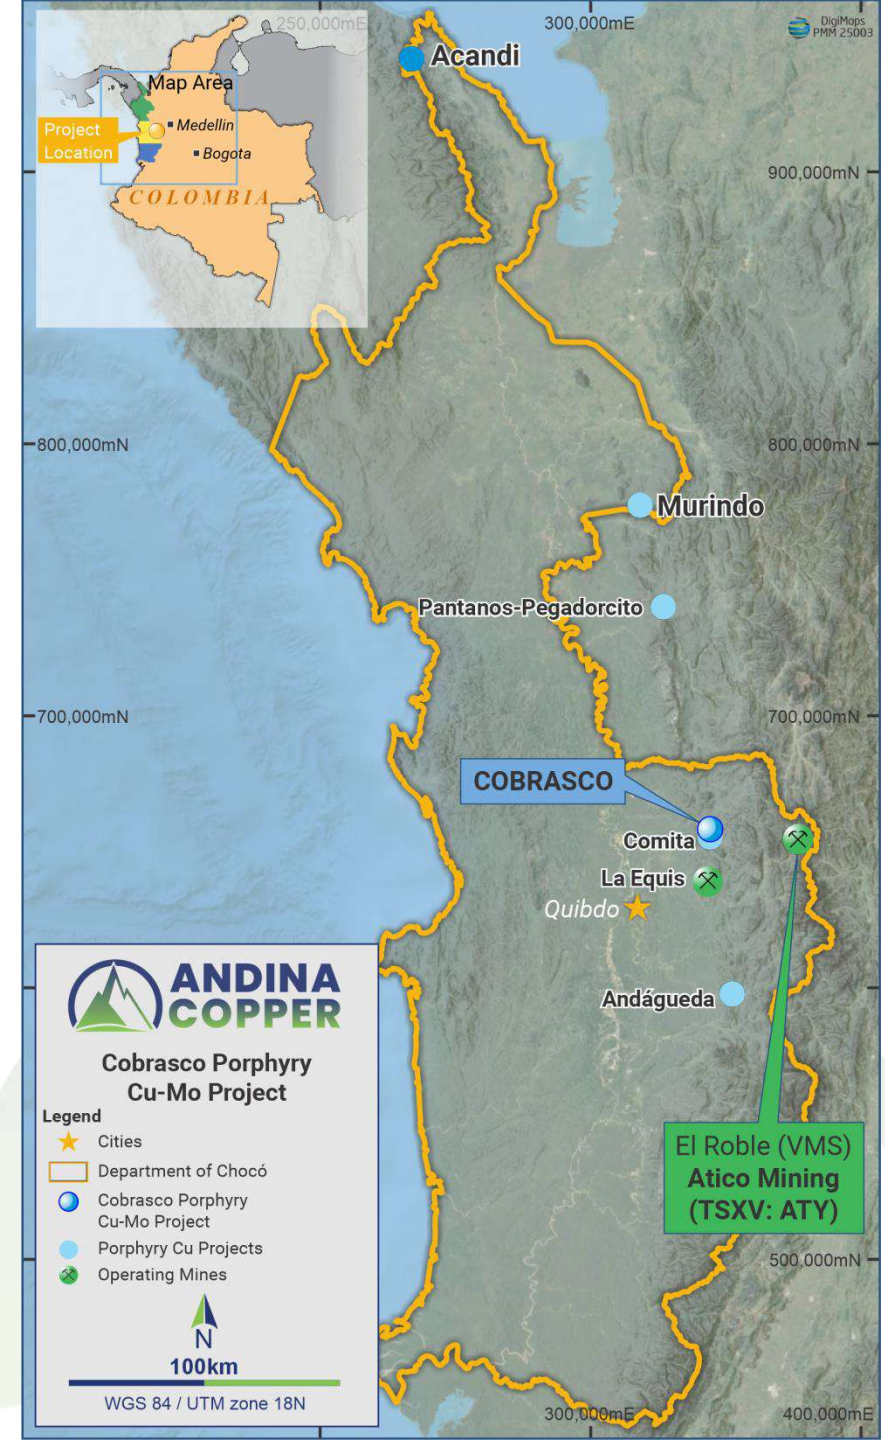 250,000mE
300,000mE
DigiMaps
PMM 25003
Acandi
Map Area
Project
Location
Medellin
Bogota
COLOMBIA
900,000mN
800,000mN
800,000mN
Murindo
Pantanos-Pegadorcito
700,000mN
700,000mN
COBRASCO
Comita
La Equis
Quibdo
Andágueda
ANDINA
COPPER
Cobrasco Porphyry
Cu-Mo Project
Legend
Cities
Department of Chocó
Cobrasco Porphyry
Cu-Mo Project
Porphyry Cu Projects
Operating Mines
N
100km
WGS 84 / UTM zone 18N
El Roble (VMS)
Atico Mining
(TSXV: ATY)
500,000mN
300,000mE
400,000mE